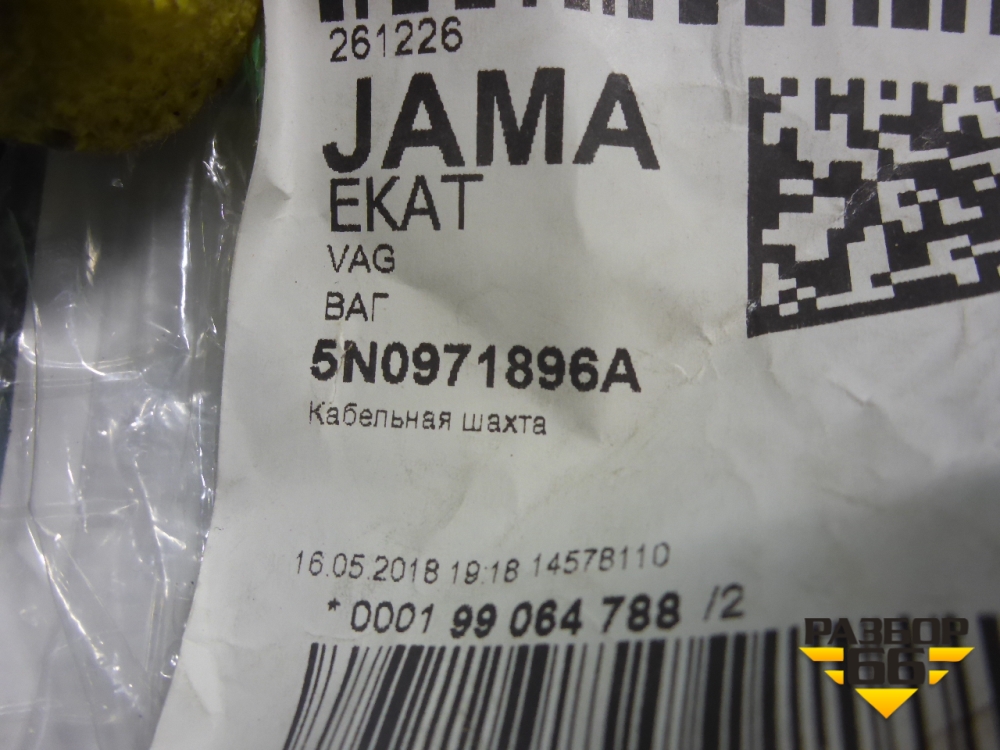 261226
JAMA
EKAT
VAG
ВАГ
5N0971896A
Кабельная шахта
16.05.2018 19:18 14578110
*0001 99 064 788 /2
РАЗБОР
66